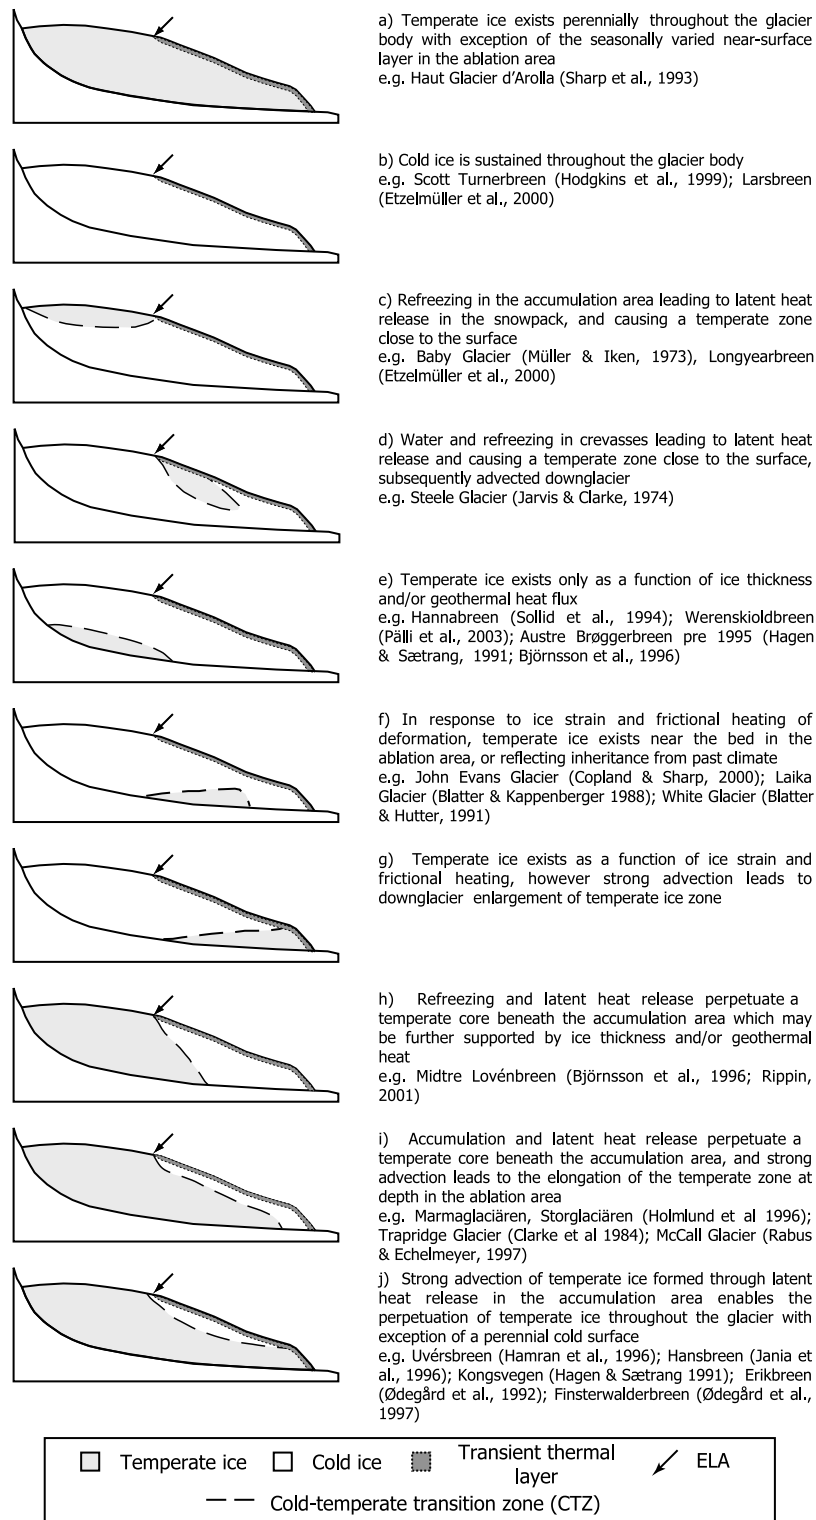 a) Temperate ice exists perennially throughout the glacier
body with exception of the seasonally varied near-surface
layer in the ablation area
e.g. Haut Glacier d'Arolla (Sharp et al., 1993)
b) Cold ice is sustained throughout the glacier body
e.g. Scott Turnerbreen (Hodgkins et al., 1999); Larsbreen
(Etzelmüller et al., 2000)
c) Refreezing in the accumulation area leading to latent heat
release in the snowpack, and causing a temperate zone
close to the surface
e.g. Baby Glacier (Müller & Iken, 1973), Longyearbreen
(Etzelmüller et al., 2000)
d) Water and refreezing in crevasses leading to latent heat
release and causing a temperate zone close to the surface,
subsequently advected downglacier
e.g. Steele Glacier (Jarvis & Clarke, 1974)
e) Temperate ice exists only as a function of ice thickness
and/or geothermal heat flux
e.g. Hannabreen (Sollid et al., 1994); Werenskioldbreen
(Pälli et al., 2003); Austre Brøggerbreen pre 1995 (Hagen
& Sætrang, 1991; Björnsson et al., 1996)
f) In response to ice strain and frictional heating of
deformation, temperate ice exists near the bed in the
ablation area, or reflecting inheritance from past climate
e.g. John Evans Glacier (Copland & Sharp, 2000); Laika
Glacier (Blatter & Kappenberger 1988); White Glacier (Blatter
& Hutter, 1991)
g) Temperate ice exists as a function of ice strain and
frictional heating, however strong advection leads to
downglacier enlargement of temperate ice zone
h) Refreezing and latent heat release perpetuate a
temperate core beneath the accumulation area which may
be further supported by ice thickness and/or geothermal
heat
e.g. Midtre Lovénbreen (Björnsson et al., 1996; Rippin,
2001)
i) Accumulation and latent heat release perpetuate a
temperate core beneath the accumulation area, and strong
advection leads to the elongation of the temperate zone at
depth in the ablation area
e.g. Marmaglaciären, Storglaciären (Holmlund et al 1996);
Trapridge Glacier (Clarke et al 1984); McCall Glacier (Rabus
& Echelmeyer, 1997)
j) Strong advection of temperate ice formed through latent
heat release in the accumulation area enables the
perpetuation of temperate ice throughout the glacier with
exception of a perennial cold surface
e.g. Uvérsbreen (Hamran et al., 1996); Hansbreen (Jania et
al., 1996); Kongsvegen (Hagen & Sætrang 1991); Erikbreen
(Ødegård et al., 1992); Finsterwalderbreen (Ødegård et al.,
1997)
Temperate ice Cold ice Transient thermal
layer ELA
Cold-temperate transition zone (CTZ)